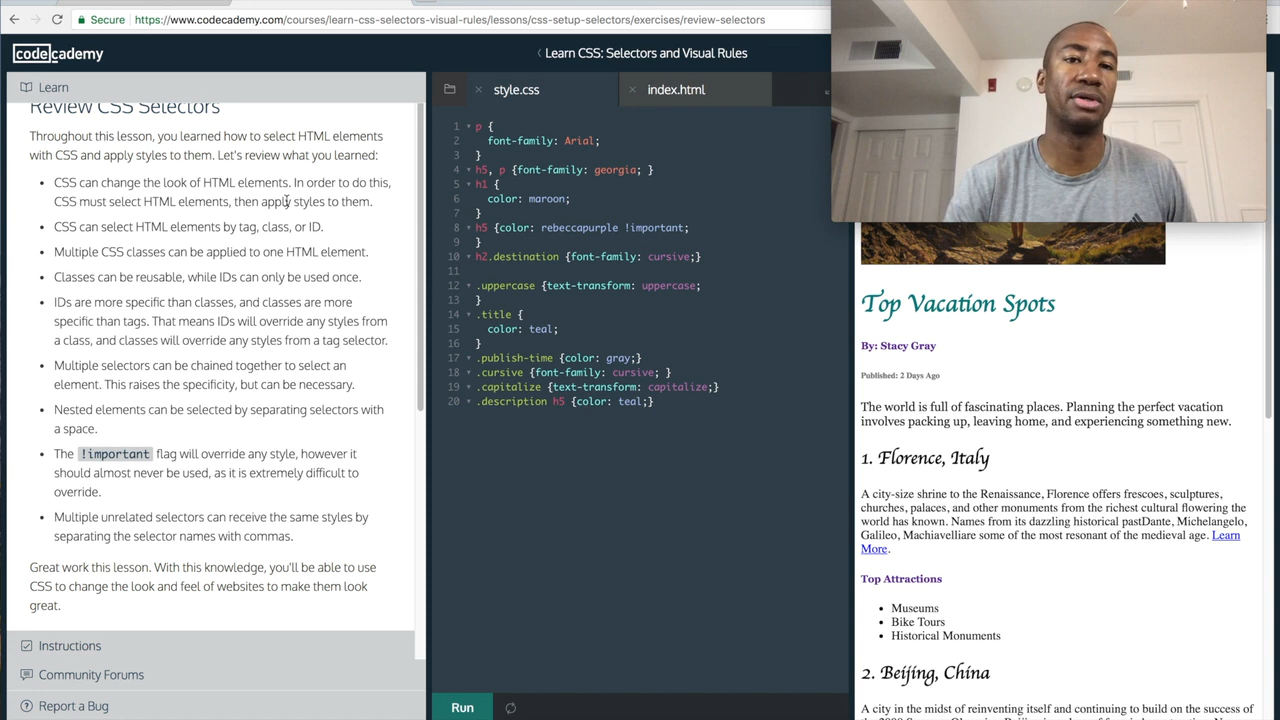 Secure https://www.codecademy.com/courses/learn-css-selectors-visual-rules/lessons/css-setup-selectors/exercises/review-selectors
codecademy
Learn CSS: Selectors and Visual Rules
Learn
Review CSS Selectors
Throughout this lesson, you learned how to select HTML elements
with CSS and apply styles to them. Let's review what you learned:
• CSS can change the look of HTML elements. In order to do this,
CSS must select HTML elements, then apply styles to them.
• CSS can select HTML elements by tag, class, or ID.
• Multiple CSS classes can be applied to one HTML element.
• Classes can be reusable, while IDs can only be used once.
• IDs are more specific than classes, and classes are more
specific than tags. That means IDs will override any styles from
a class, and classes will override any styles from a tag selector.
• Multiple selectors can be chained together to select an
element. This raises the specificity, but can be necessary.
• Nested elements can be selected by separating selectors with
a space.
• The !important flag will override any style, however it
should almost never be used, as it is extremely difficult to
override.
• Multiple unrelated selectors can receive the same styles by
separating the selector names with commas.
Great work this lesson. With this knowledge, you'll be able to use
CSS to change the look and feel of websites to make them look
great.
Instructions
Community Forums
Report a Bug
style.css
index.html
1 p {
2 font-family: Arial;
3 }
4 h5, p {font-family: georgia; }
5 h1 {
6 color: maroon;
7 }
8 h5 {color: rebeccapurple !important;
9 }
10 h2.destination {font-family: cursive;}
11
12 .uppercase {text-transform: uppercase;
13 }
14 .title {
15 color: teal;
16 }
17 .publish-time {color: gray;}
18 .cursive {font-family: cursive; }
19 .capitalize {text-transform: capitalize;}
20 .description h5 {color: teal;}
Run
Top Vacation Spots
By: Stacy Gray
Published: 2 Days Ago
The world is full of fascinating places. Planning the perfect vacation
involves packing up, leaving home, and experiencing something new.
1. Florence, Italy
A city-size shrine to the Renaissance, Florence offers frescoes, sculptures,
churches, palaces, and other monuments from the richest cultural flowering the
world has known. Names from its dazzling historical pastDante, Michelangelo,
Galileo, Machiavelliare some of the most resonant of the medieval age. Learn
More.
Top Attractions
• Museums
• Bike Tours
• Historical Monuments
2. Beijing, China
A city in the midst of reinventing itself and continuing to build on the success of